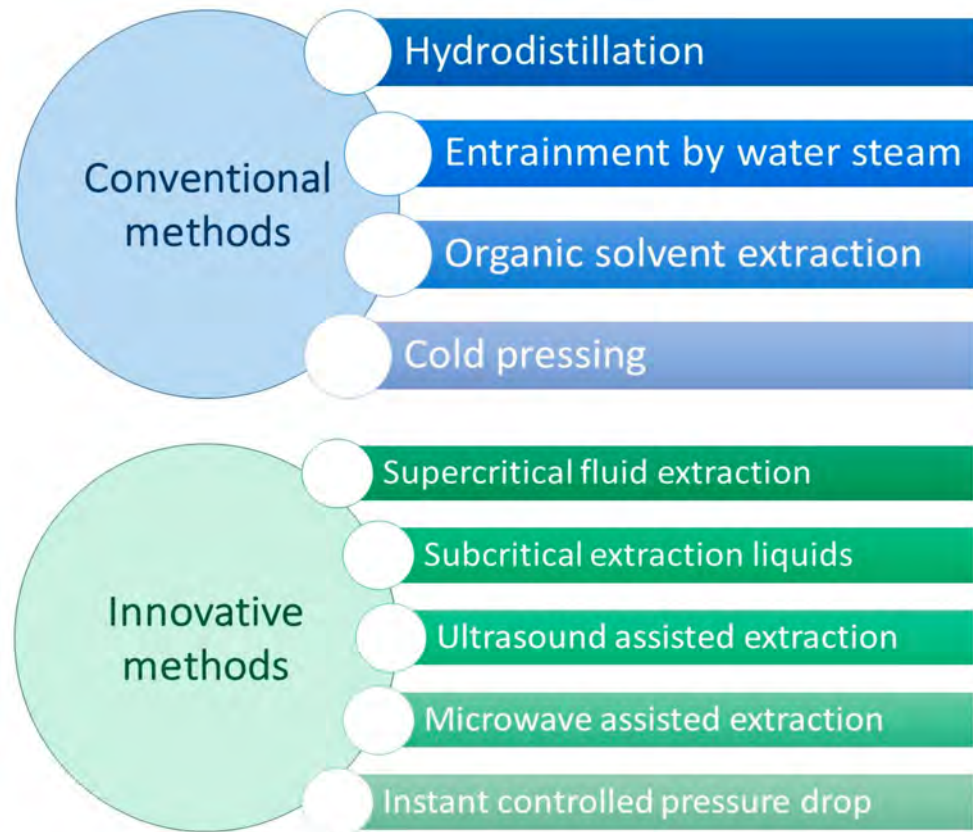 Conventional
methods
Hydrodistillation
Entrainment by water steam
Organic solvent extraction
Cold pressing
Innovative
methods
Supercritical fluid extraction
Subcritical extraction liquids
Ultrasound assisted extraction
Microwave assisted extraction
Instant controlled pressure drop